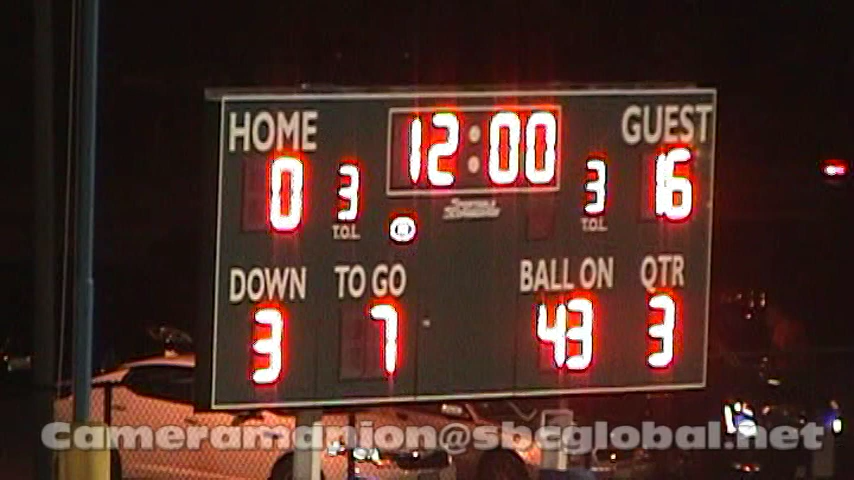 HOME 12:00 GUEST
0 3 3 16
T.O.L. T.O.L.
DOWN TO GO BALL ON QTR
3 7 43 3
Cameramanion@sbcglobal.net